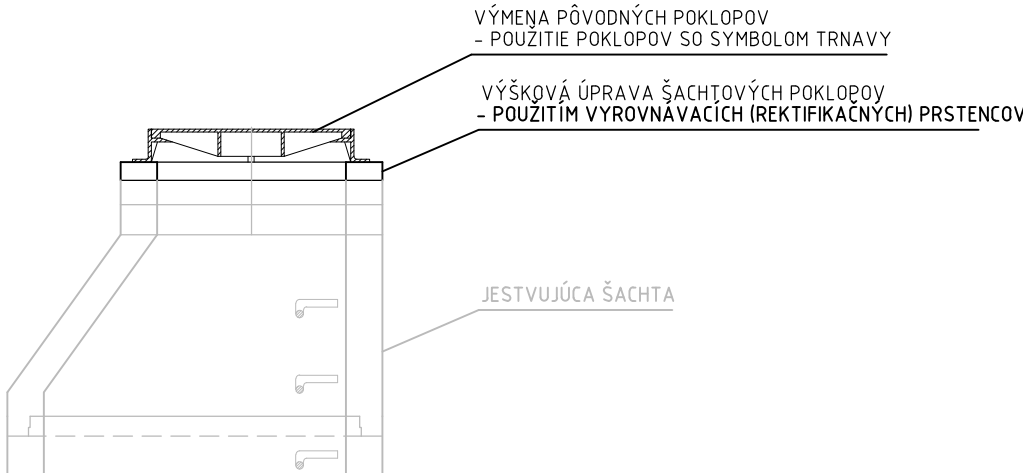 VÝMENA PÔVODNÝCH POKLOPOV
- POUŽITIE POKLOPOV SO SYMBOLOM TRNAVY
VÝŠKOVÁ ÚPRAVA ŠACHTOVÝCH POKLOPOV
- POUŽITÍM VYROVNÁVACÍCH (REKTIFIKAČNÝCH) PRSTENCOV
JESTVUJÚCA ŠACHTA